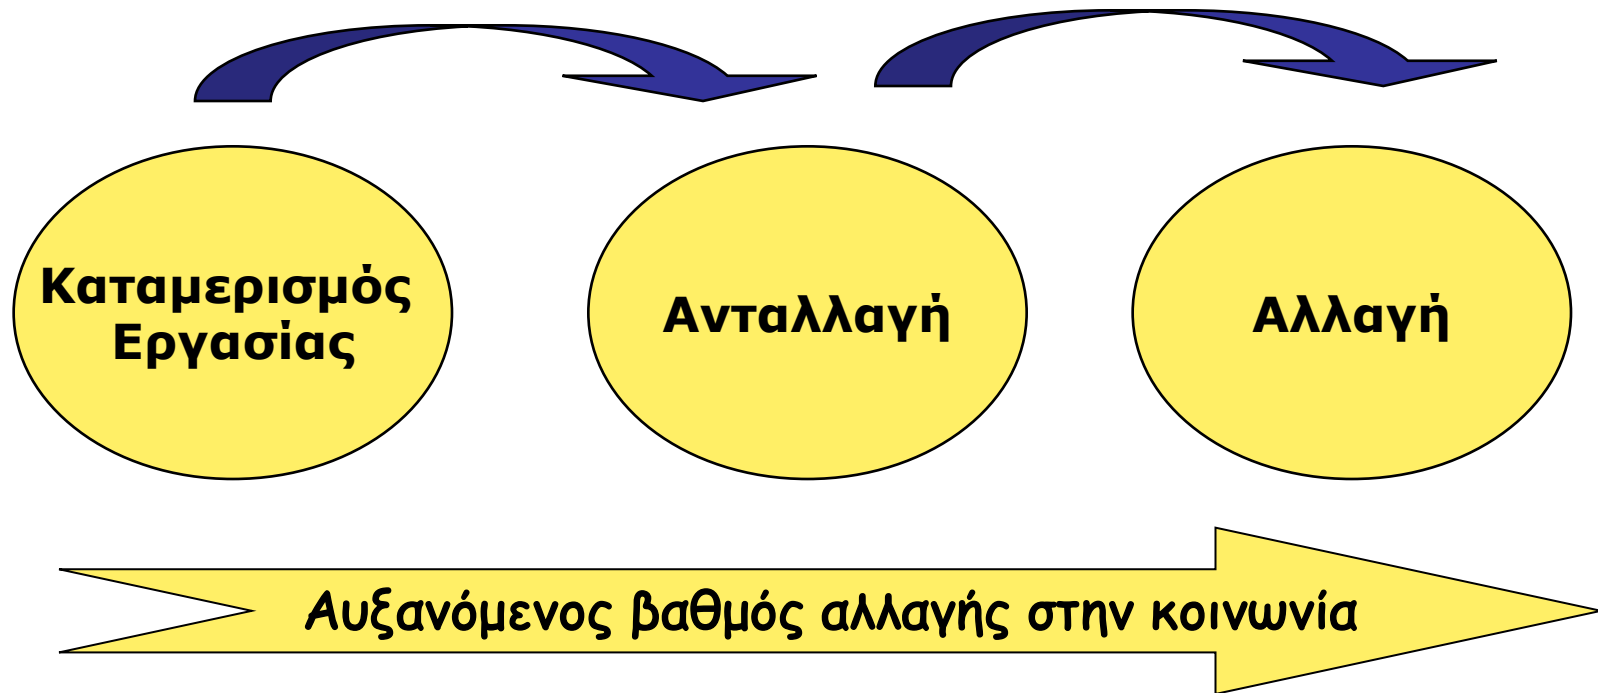 Καταμερισμός
Εργασίας
Ανταλλαγή
Αλλαγή
Αυξανόμενος βαθμός αλλαγής στην κοινωνία